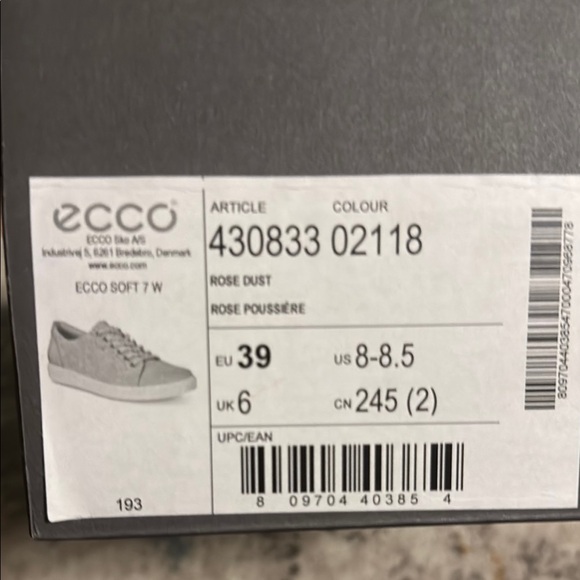 ecco
ECCO Sko A/S
Industrivej 5, 6261 Bredebro, Denmark
www.ecco.com
ECCO SOFT 7 W
193
ARTICLE COLOUR
430833 02118
ROSE DUST
ROSE POUSSIÈRE
EU 39 US 8-8.5
UK 6 CN 245 (2)
UPC/EAN
8 09704 40385 4